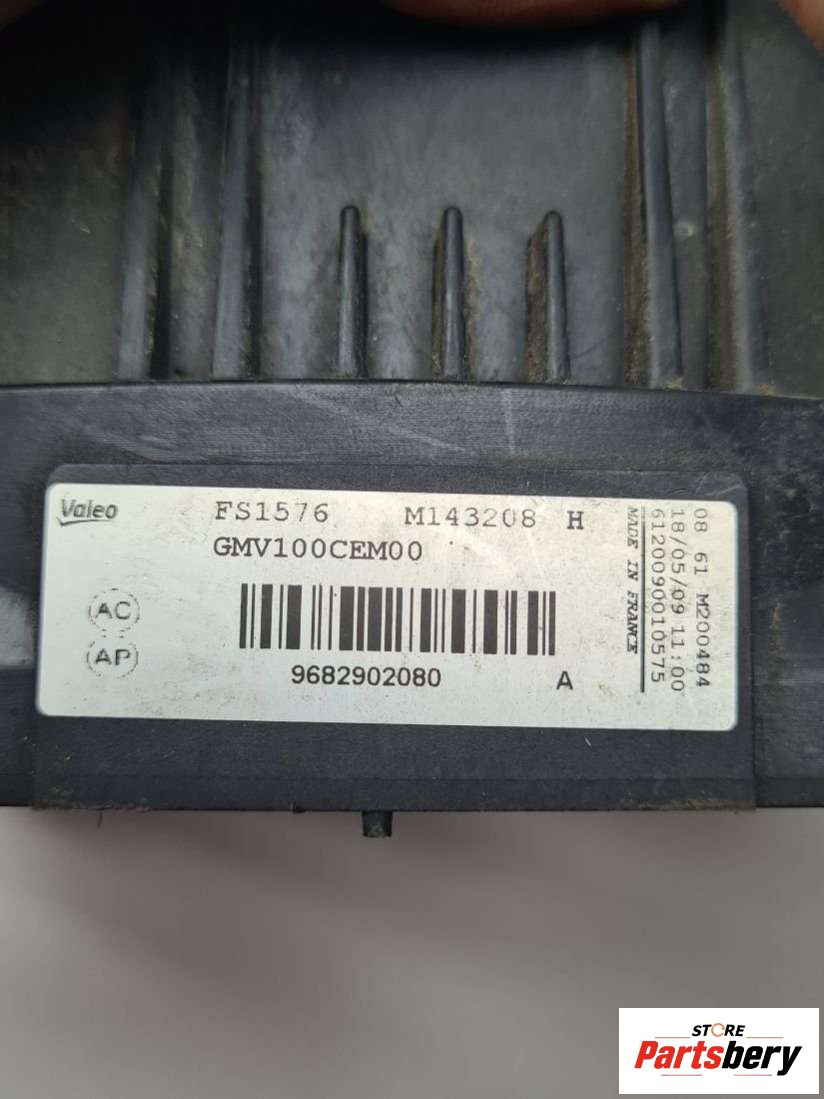 Valeo
FS1576 M143208 H
GMV100CEM00
AC
AP
9682902080 A
MADE IN FRANCE
6120090010575
18/05/09 11:00
08 61 M200484
STORE
Partsbery